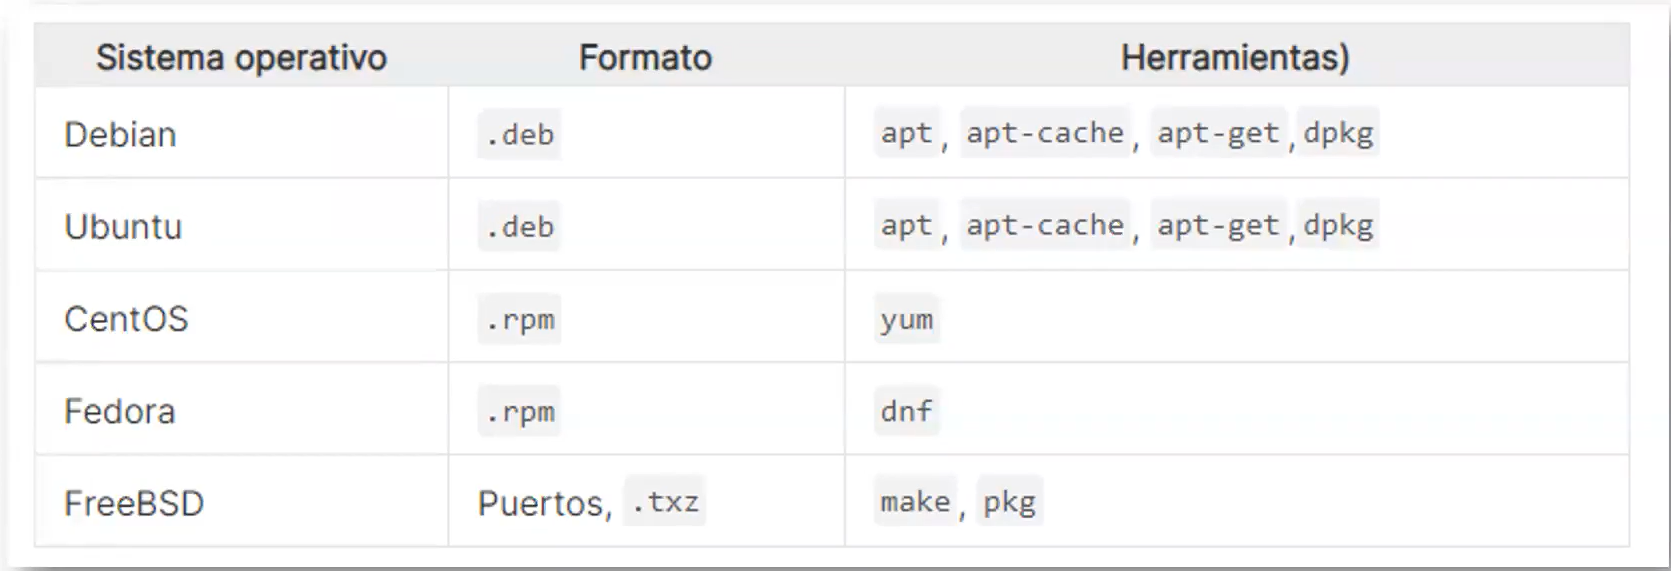 Sistema operativo Formato Herramientas)
Debian .deb apt, apt-cache, apt-get,dpkg
Ubuntu .deb apt, apt-cache, apt-get,dpkg
CentOS .rpm yum
Fedora .rpm dnf
FreeBSD Puertos, .txz make, pkg